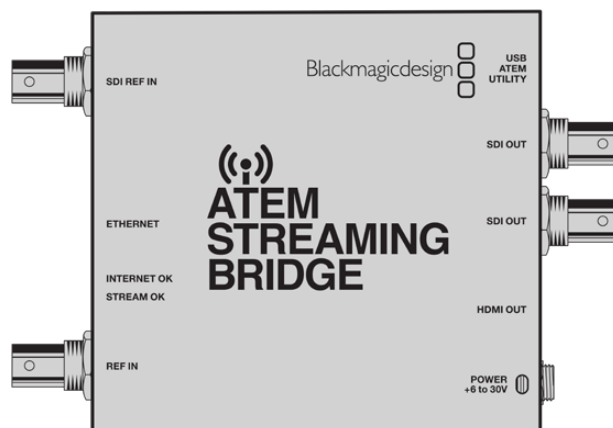 SDI REF IN
Blackmagicdesign
USB
ATEM
UTILITY
SDI OUT
ATEM
STREAMING
BRIDGE
ETHERNET
SDI OUT
INTERNET OK
STREAM OK
HDMI OUT
REF IN
POWER
+6 to 30V